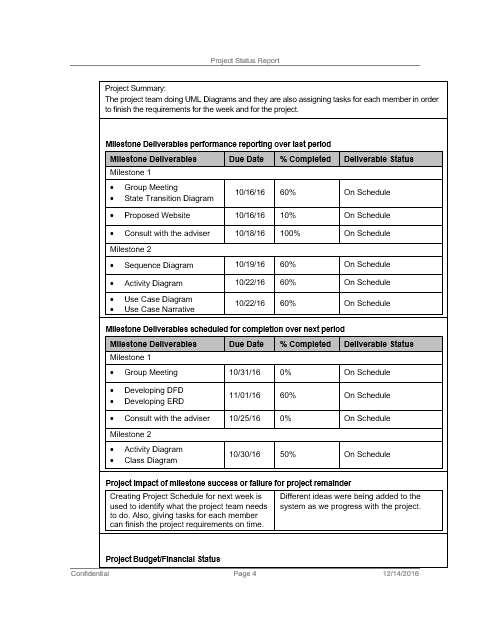 Project Status Report
Project Summary:
The project team doing UML Diagrams and they are also assigning tasks for each member in order
to finish the requirements for the week and for the project.
Milestone Deliverables performance reporting over last period
Milestone Deliverables Due Date % Completed Deliverable Status
Milestone 1
• Group Meeting
• State Transition Diagram
10/16/16 60% On Schedule
• Proposed Website 10/16/16 10% On Schedule
• Consult with the adviser 10/18/16 100% On Schedule
Milestone 2
• Sequence Diagram 10/19/16 60% On Schedule
• Activity Diagram 10/22/16 60% On Schedule
• Use Case Diagram
• Use Case Narrative
10/22/16 60% On Schedule
Milestone Deliverables scheduled for completion over next period
Milestone Deliverables Due Date % Completed Deliverable Status
Milestone 1
• Group Meeting 10/31/16 0% On Schedule
• Developing DFD
• Developing ERD
11/01/16 60% On Schedule
• Consult with the adviser 10/25/16 0% On Schedule
Milestone 2
• Activity Diagram
• Class Diagram
10/30/16 50% On Schedule
Project impact of milestone success or failure for project remainder
Creating Project Schedule for next week is
used to identify what the project team needs
to do. Also, giving tasks for each member
can finish the project requirements on time.
Different ideas were being added to the
system as we progress with the project.
Project Budget/Financial Status
Confidential Page 4 12/14/2016